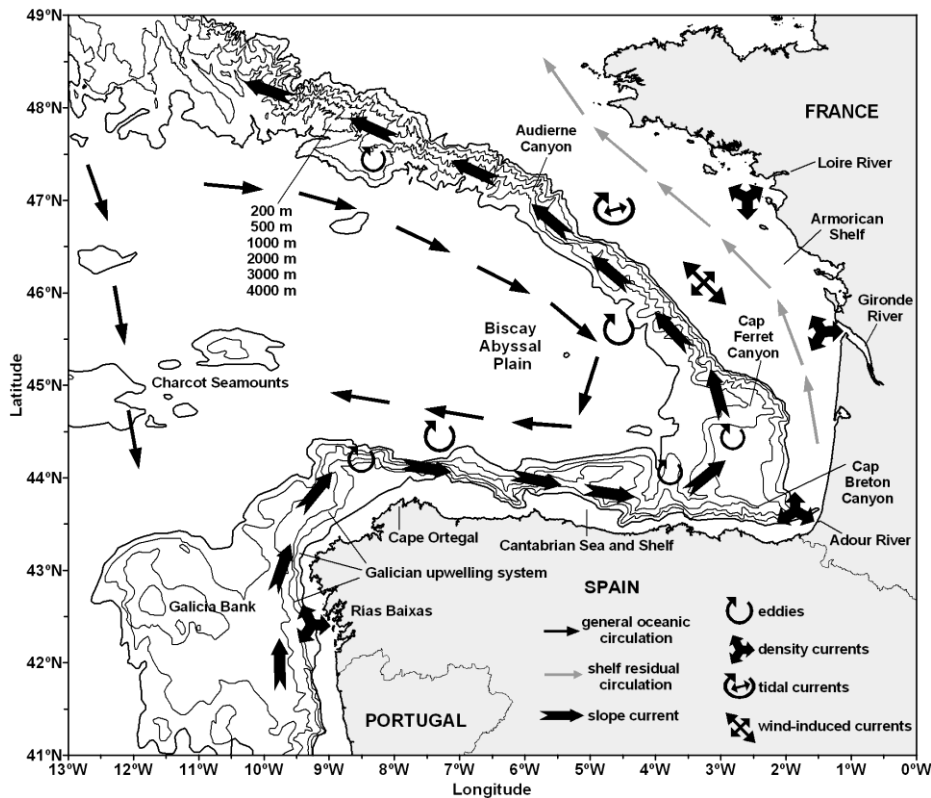 49°N
48°N
47°N
46°N
45°N
44°N
43°N
42°N
41°N
Latitude
13°W
12°W
11°W
10°W
9°W
8°W
7°W
6°W
5°W
4°W
3°W
2°W
1°W
0°W
Longitude
FRANCE
Audierne
Canyon
Loire River
Armorican
Shelf
200 m
500 m
1000 m
2000 m
3000 m
4000 m
Gironde
River
Biscay
Abyssal
Plain
Cap
Ferret
Canyon
Charcot Seamounts
Cap
Breton
Canyon
Cape Ortegal
Cantabrian Sea and Shelf
Adour River
Galician upwelling system
Galicia Bank
Rias Baixas
SPAIN
PORTUGAL
general oceanic
circulation
shelf residual
circulation
slope current
eddies
density currents
tidal currents
wind-induced currents